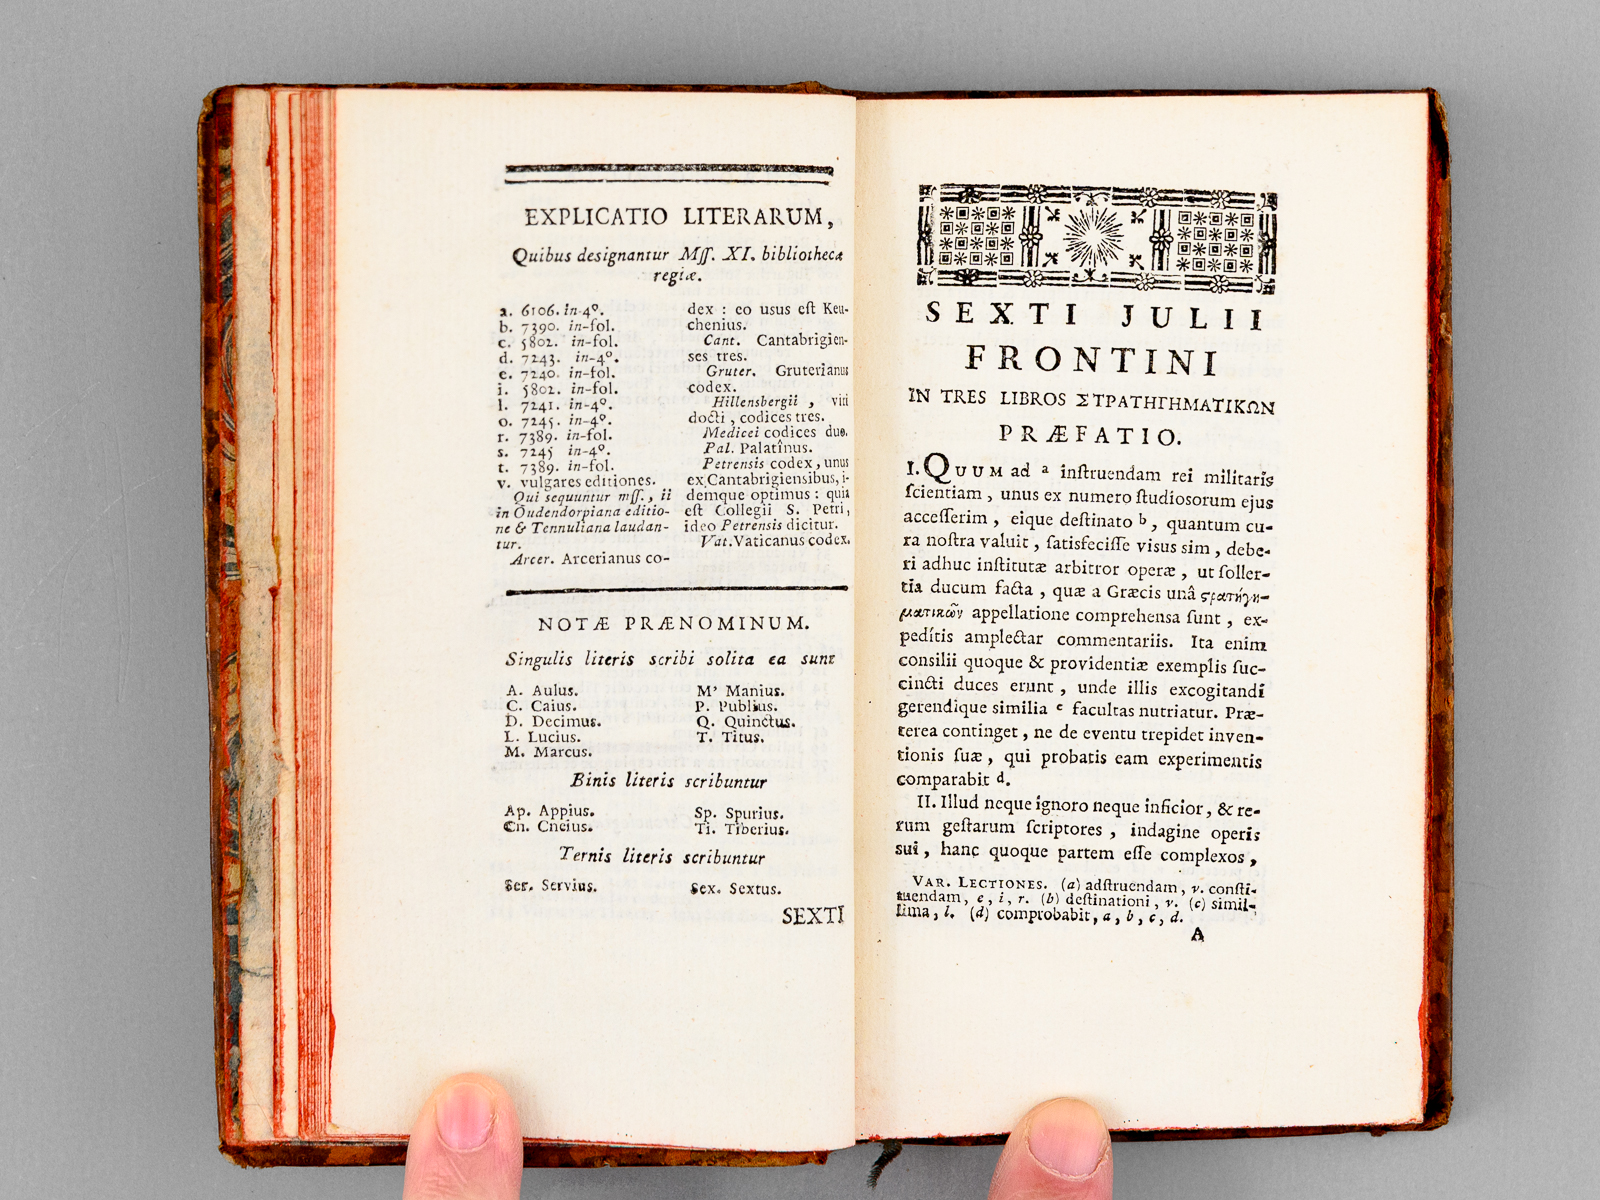 EXPLICATIO LITERARUM,
Quibus designantur Mſſ. XI. bibliothecæ
regiæ.
a. 6106. in-4º.
b. 7390. in-fol.
c. 5802. in-fol.
d. 7243. in-4º.
e. 7240. in-fol.
i. 5802. in-fol.
l. 7241. in-4º.
o. 7245. in-4º.
r. 7389. in-fol.
s. 7245 in-4º.
t. 7389. in-fol.
v. vulgares editiones.
Qui sequuntur mſſ., ii
in Oudendorpiana editio-
ne & Tennuliana laudan-
tur.
Arcer. Arcerianus co-
dex : eo usus eſt Keu-
chenius.
Cant. Cantabrigien-
ses tres.
Gruter. Gruterianus
codex.
Hillensbergii , viri
docti , codices tres.
Medicei codices duo.
Pal. Palatînus.
Petrensis codex , unus
ex Cantabrigiensibus, i-
demque optimus : quia
eſt Collegii S. Petri,
ideo Petrensis dicitur.
Vat. Vaticanus codex.
NOTÆ PRÆNOMINUM.
Singulis literis scribi solita ea sunt
A. Aulus.
C. Caius.
D. Decimus.
L. Lucius.
M. Marcus.
M' Manius.
P. Publius.
Q. Quinctus.
T. Titus.
Binis literis scribuntur
Ap. Appius.
Cn. Cneius.
Sp. Spurius.
Ti. Tiberius.
Ternis literis scribuntur
Ser. Servius.
Sex. Sextus.
SEXTI
SEXTI JULII
FRONTINI
IN TRES LIBROS ΣΤΡΑΤΗΓΗΜΑΤΙΚΩΝ
PRÆFATIO.
I. QUUM ad a inſtruendam rei militaris
ſcientiam , unus ex numero ſtudiosorum ejus
acceſſerim , eique deſtinato b , quantum cu-
ra noſtra valuit , ſatisfeciſſe visus sim , debe-
ri adhuc inſtitutæ arbitror operæ , ut ſoller-
tia ducum facta , quæ a Græcis unâ ϛρατηγη-
ματικῶν appellatione comprehensa ſunt , ex-
pedítis amplectar commentariis. Ita enim
consilii quoque & providentiæ exemplis ſuc-
cincti duces erunt , unde illis excogitandi
gerendique similia c facultas nutriatur. Præ-
terea continget , ne de eventu trepidet inven-
tionis ſuæ , qui probatis eam experimentis
comparabit d.
II. Illud neque ignoro neque inficior , & re-
rum geſtarum ſcriptores , indagine operis
sui , hanc quoque partem eſſe complexos ,
VAR. LECTIONES. (a) adſtruendam , v. conſti-
tuendam, e , i , r. (b) deſtinationi , v. (c) simil-
lima , l. (d) comprobabit, a , b , c , d.
A